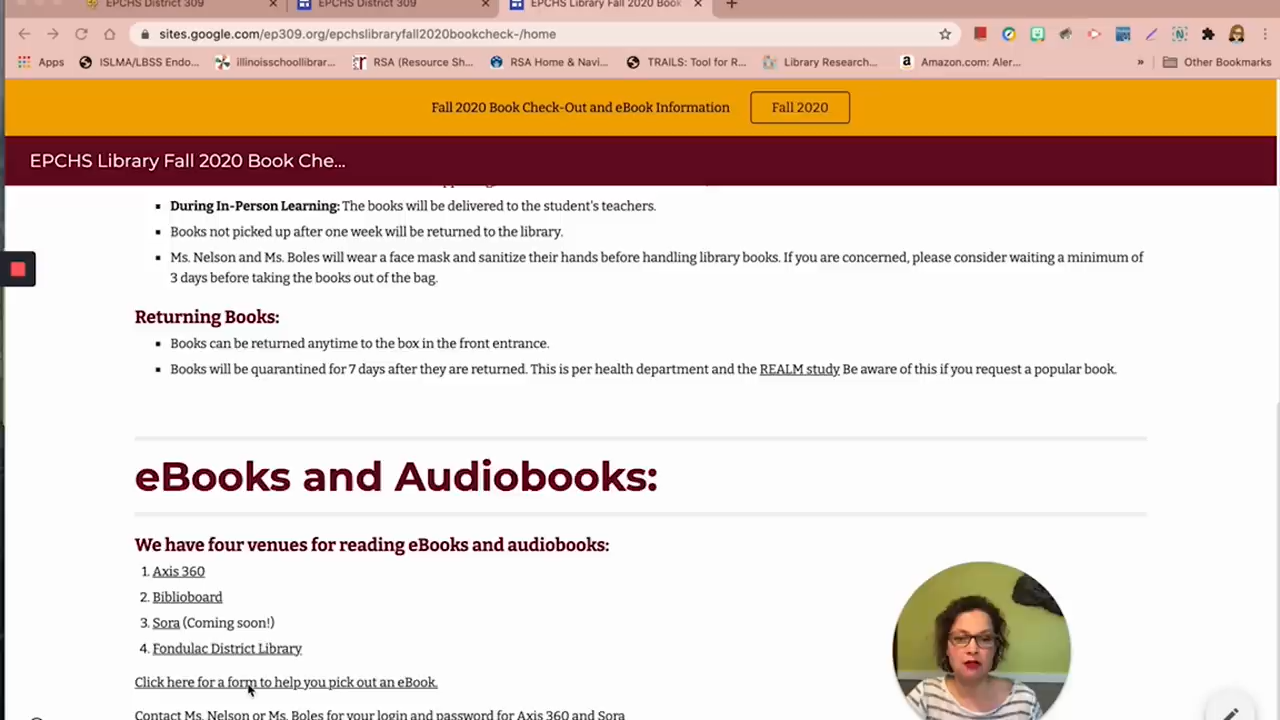 EPCHS District 309
EPCHS District 309
EPCHS Library Fall 2020 Book
sites.google.com/ep309.org/epchslibraryfall2020bookcheck-/home
Apps
ISLMA/LBSS Endo...
illinoisschoollibrar...
RSA (Resource Sh...
RSA Home & Navi...
TRAILS: Tool for R...
Library Research...
Amazon.com: Aler...
»
Other Bookmarks
Fall 2020 Book Check-Out and eBook Information
Fall 2020
EPCHS Library Fall 2020 Book Che...
During In-Person Learning: The books will be delivered to the student's teachers.
Books not picked up after one week will be returned to the library.
Ms. Nelson and Ms. Boles will wear a face mask and sanitize their hands before handling library books. If you are concerned, please consider waiting a minimum of
3 days before taking the books out of the bag.
Returning Books:
Books can be returned anytime to the box in the front entrance.
Books will be quarantined for 7 days after they are returned. This is per health department and the REALM study Be aware of this if you request a popular book.
eBooks and Audiobooks:
We have four venues for reading eBooks and audiobooks:
1. Axis 360
2. Biblioboard
3. Sora (Coming soon!)
4. Fondulac District Library
Click here for a form to help you pick out an eBook.
Contact Ms. Nelson or Ms. Boles for your login and password for Axis 360 and Sora